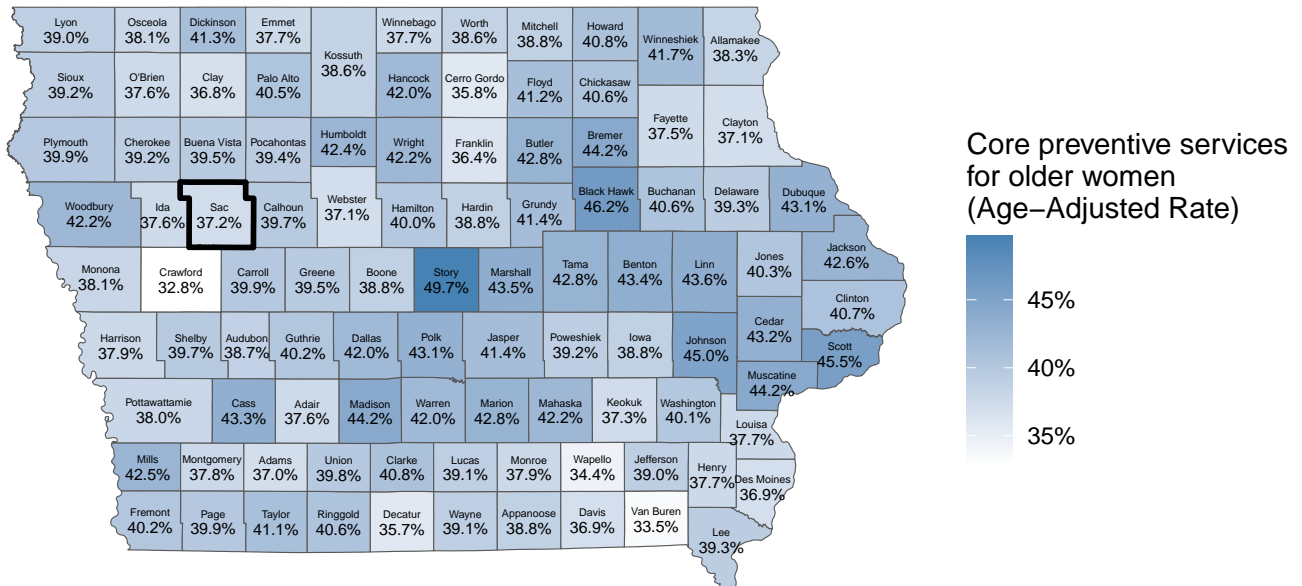 Lyon
39.0%
Osceola
38.1%
Dickinson
41.3%
Emmet
37.7%
Kossuth
38.6%
Winnebago
37.7%
Worth
38.6%
Mitchell
38.8%
Howard
40.8%
Winneshiek
41.7%
Allamakee
38.3%
Sioux
39.2%
O'Brien
37.6%
Clay
36.8%
Palo Alto
40.5%
Hancock
42.0%
Cerro Gordo
35.8%
Floyd
41.2%
Chickasaw
40.6%
Fayette
37.5%
Clayton
37.1%
Plymouth
39.9%
Cherokee
39.2%
Buena Vista
39.5%
Pocahontas
39.4%
Humboldt
42.4%
Wright
42.2%
Franklin
36.4%
Butler
42.8%
Bremer
44.2%
Woodbury
42.2%
Ida
37.6%
Sac
37.2%
Calhoun
39.7%
Webster
37.1%
Hamilton
40.0%
Hardin
38.8%
Grundy
41.4%
Black Hawk
46.2%
Buchanan
40.6%
Delaware
39.3%
Dubuque
43.1%
Monona
38.1%
Crawford
32.8%
Carroll
39.9%
Greene
39.5%
Boone
38.8%
Story
49.7%
Marshall
43.5%
Tama
42.8%
Benton
43.4%
Linn
43.6%
Jones
40.3%
Jackson
42.6%
Clinton
40.7%
Harrison
37.9%
Shelby
39.7%
Audubon
38.7%
Guthrie
40.2%
Dallas
42.0%
Polk
43.1%
Jasper
41.4%
Poweshiek
39.2%
Iowa
38.8%
Johnson
45.0%
Cedar
43.2%
Scott
45.5%
Muscatine
44.2%
Pottawattamie
38.0%
Cass
43.3%
Adair
37.6%
Madison
44.2%
Warren
42.0%
Marion
42.8%
Mahaska
42.2%
Keokuk
37.3%
Washington
40.1%
Louisa
37.7%
Mills
42.5%
Montgomery
37.8%
Adams
37.0%
Union
39.8%
Clarke
40.8%
Lucas
39.1%
Monroe
37.9%
Wapello
34.4%
Jefferson
39.0%
Henry
37.7%
Des Moines
36.9%
Fremont
40.2%
Page
39.9%
Taylor
41.1%
Ringgold
40.6%
Decatur
35.7%
Wayne
39.1%
Appanoose
38.8%
Davis
36.9%
Van Buren
33.5%
Lee
39.3%
Core preventive services
for older women
(Age−Adjusted Rate)
45%
40%
35%